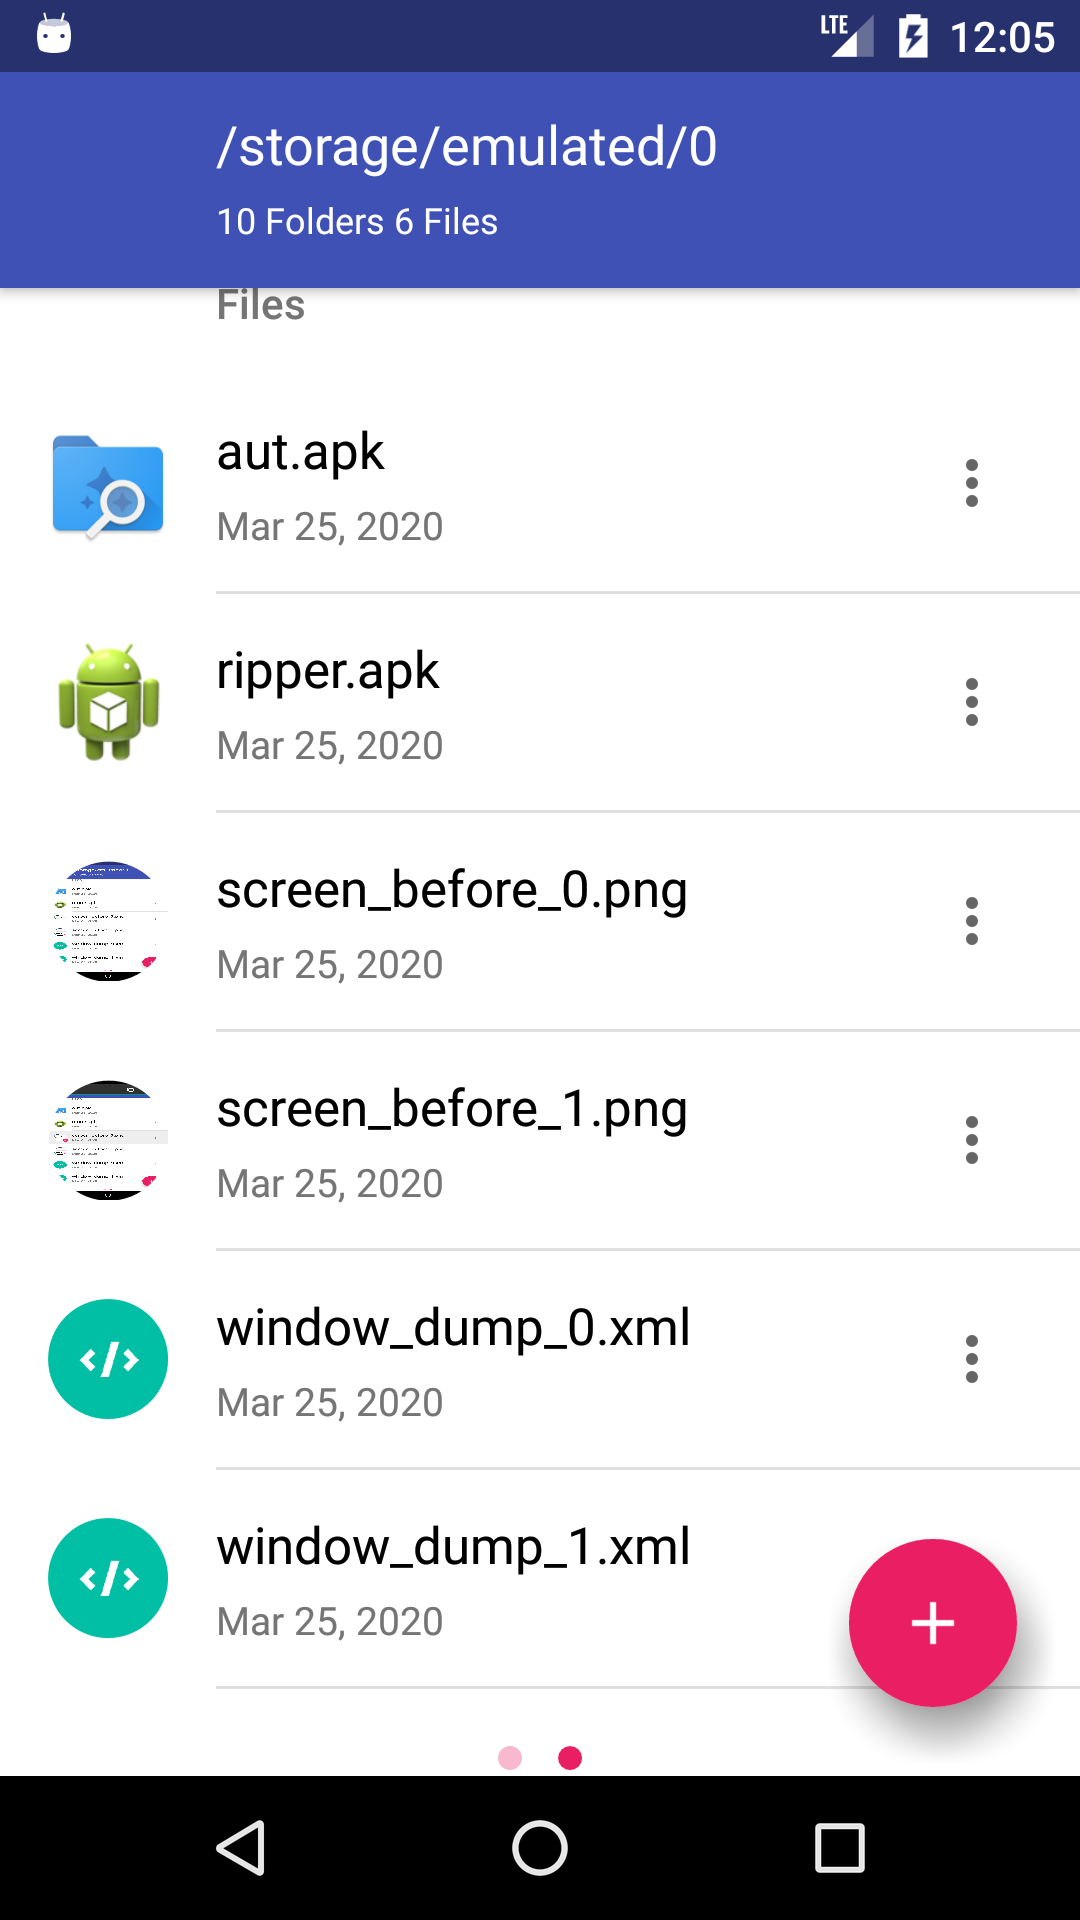 LTE 12:05
/storage/emulated/0
10 Folders 6 Files
Files
aut.apk
Mar 25, 2020
ripper.apk
Mar 25, 2020
screen_before_0.png
Mar 25, 2020
screen_before_1.png
Mar 25, 2020
window_dump_0.xml
Mar 25, 2020
window_dump_1.xml
Mar 25, 2020